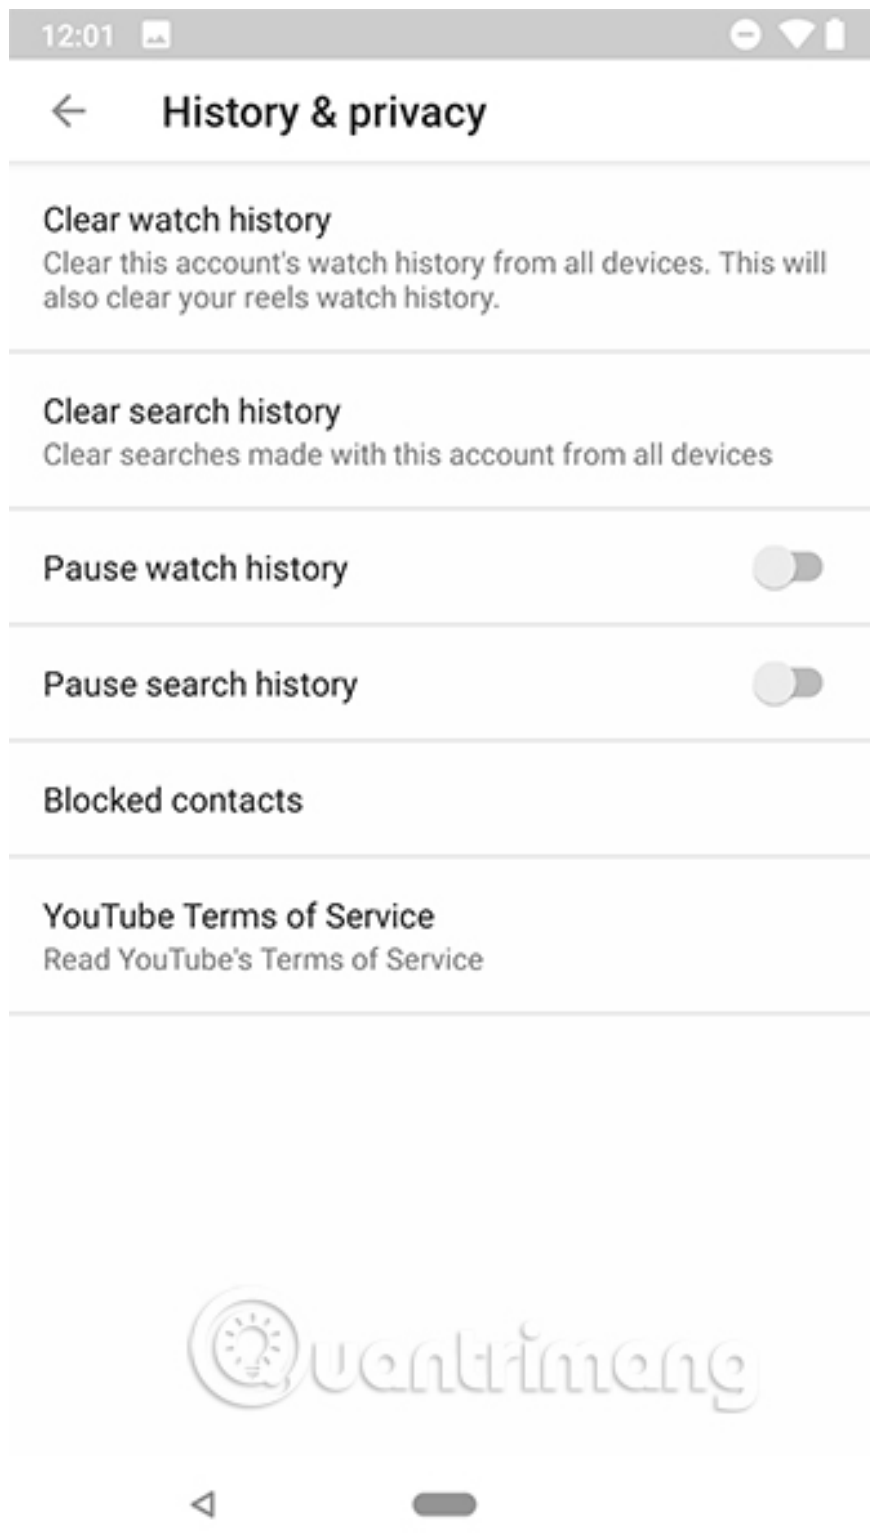 12:01
History & privacy
Clear watch history
Clear this account's watch history from all devices. This will
also clear your reels watch history.
Clear search history
Clear searches made with this account from all devices
Pause watch history
Pause search history
Blocked contacts
YouTube Terms of Service
Read YouTube's Terms of Service
Quantrimang